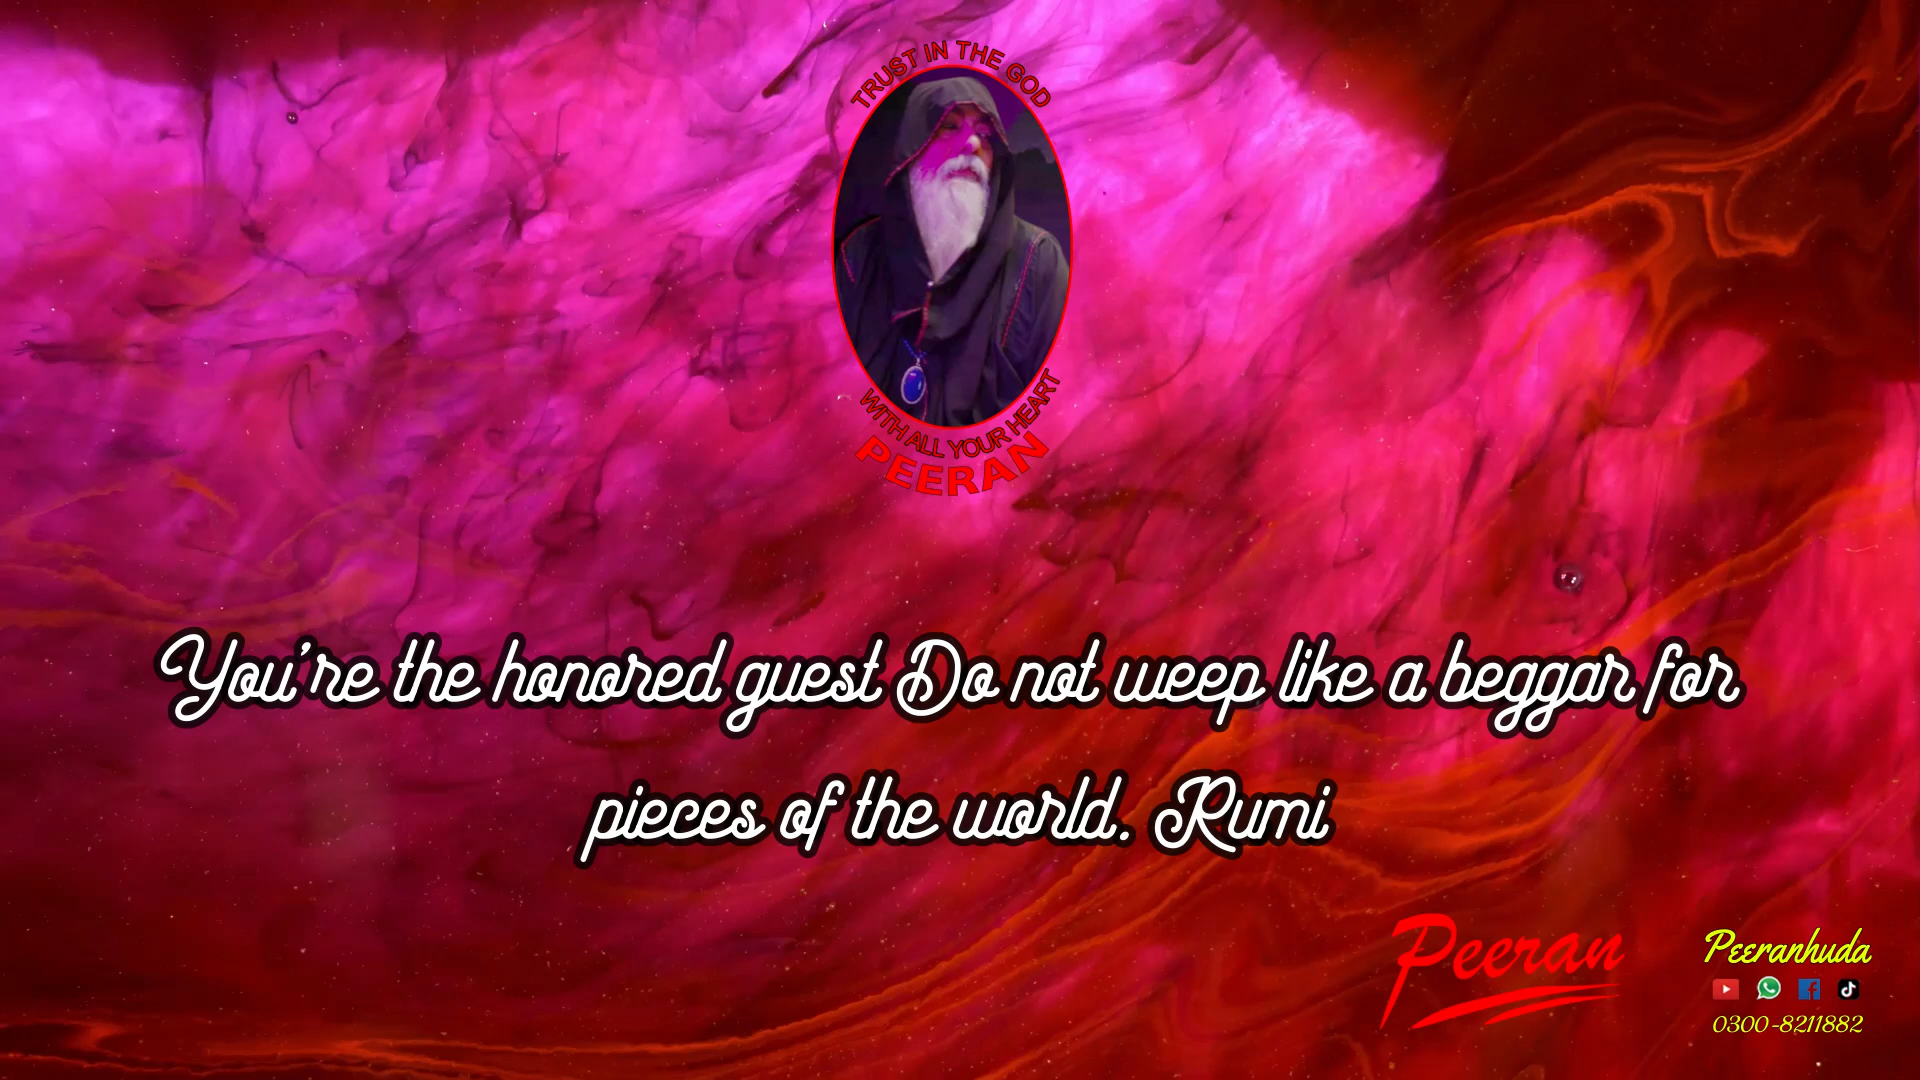 TRUST IN THE GOD
WITH ALL YOUR HEART
PEERAN
You're the honored guest Do not weep like a beggar for
pieces of the world. Rumi
Peeran
Peeranhuda
0300-8211882